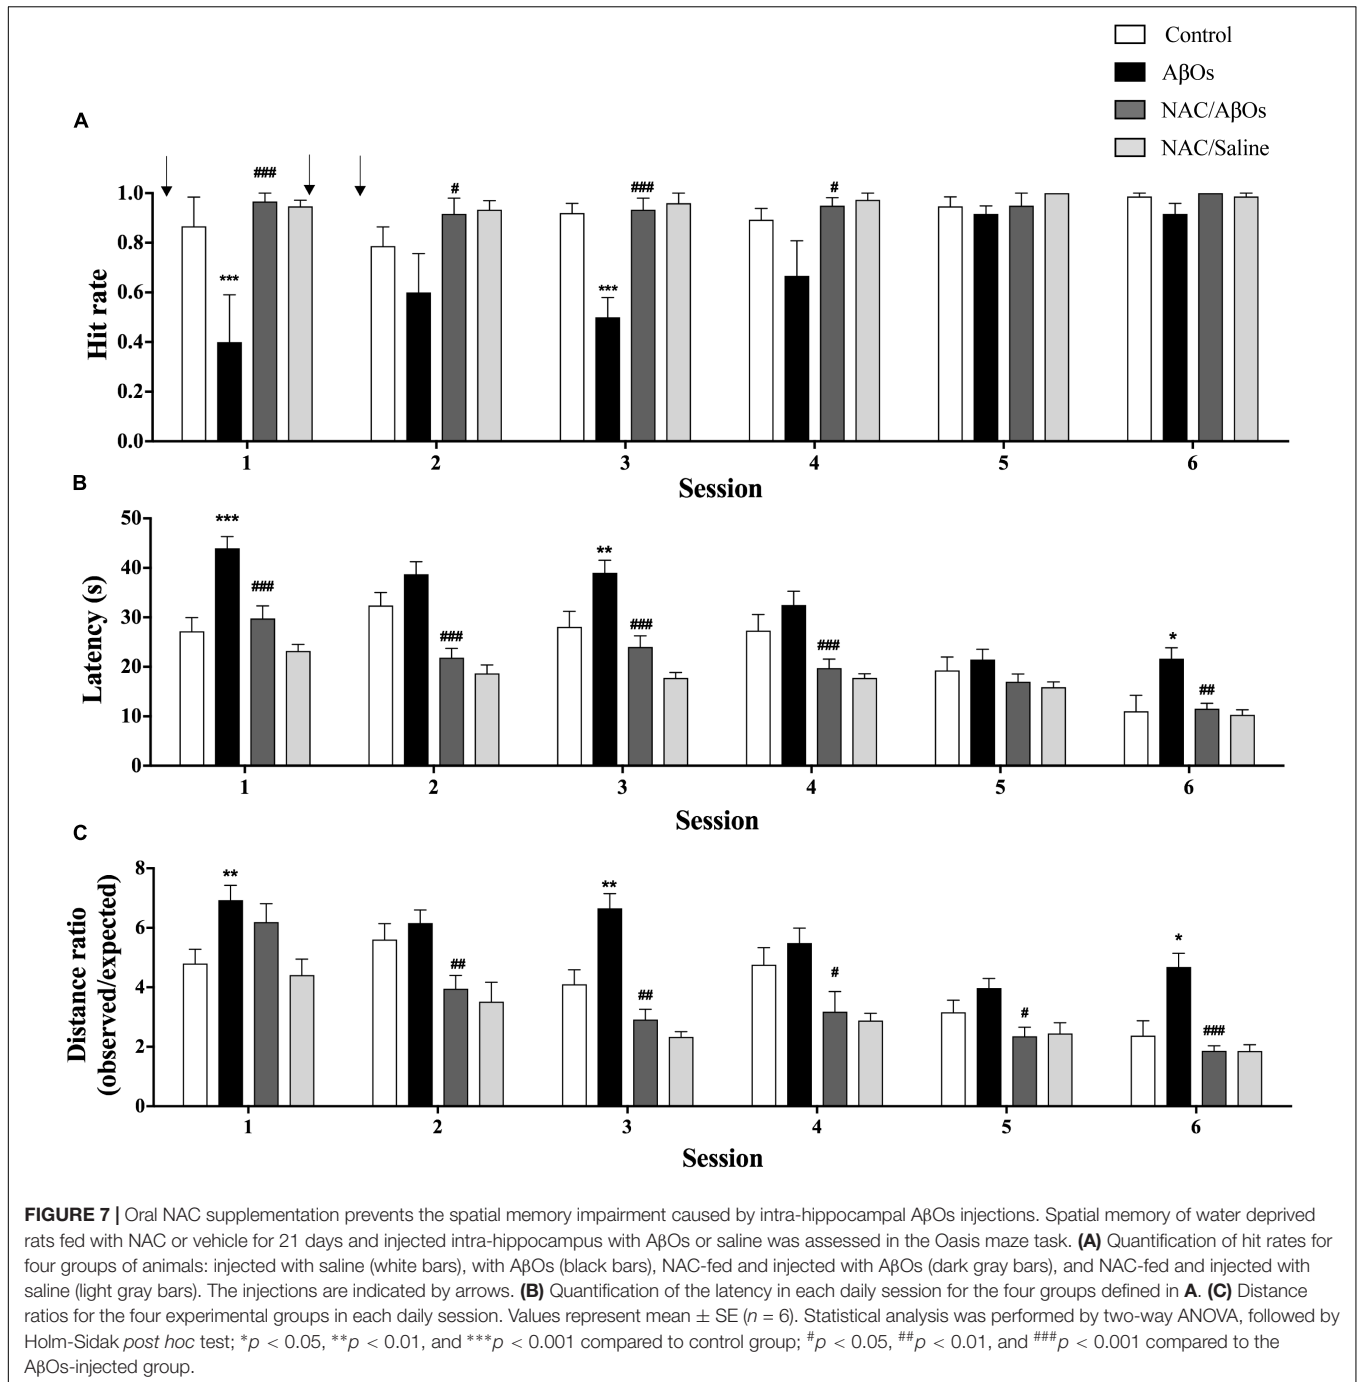 Control
AβOs
NAC/AβOs
NAC/Saline
A
###
#
###
#
***
***
1.0
0.8
0.6
0.4
0.2
0.0
Hit rate
1 2 3 4 5 6
Session
B
***
###
###
**
###
###
*
##
50
40
30
20
10
0
Latency (s)
1 2 3 4 5 6
Session
C
**
##
**
##
#
#
*
###
8
6
4
2
0
Distance ratio
(observed/expected)
1 2 3 4 5 6
Session
FIGURE 7 | Oral NAC supplementation prevents the spatial memory impairment caused by intra-hippocampal AβOs injections. Spatial memory of water deprived
rats fed with NAC or vehicle for 21 days and injected intra-hippocampus with AβOs or saline was assessed in the Oasis maze task. (A) Quantification of hit rates for
four groups of animals: injected with saline (white bars), with AβOs (black bars), NAC-fed and injected with AβOs (dark gray bars), and NAC-fed and injected with
saline (light gray bars). The injections are indicated by arrows. (B) Quantification of the latency in each daily session for the four groups defined in A. (C) Distance
ratios for the four experimental groups in each daily session. Values represent mean ± SE (n = 6). Statistical analysis was performed by two-way ANOVA, followed by
Holm-Sidak post hoc test; *p < 0.05, **p < 0.01, and ***p < 0.001 compared to control group; #p < 0.05, ##p < 0.01, and ###p < 0.001 compared to the
AβOs-injected group.